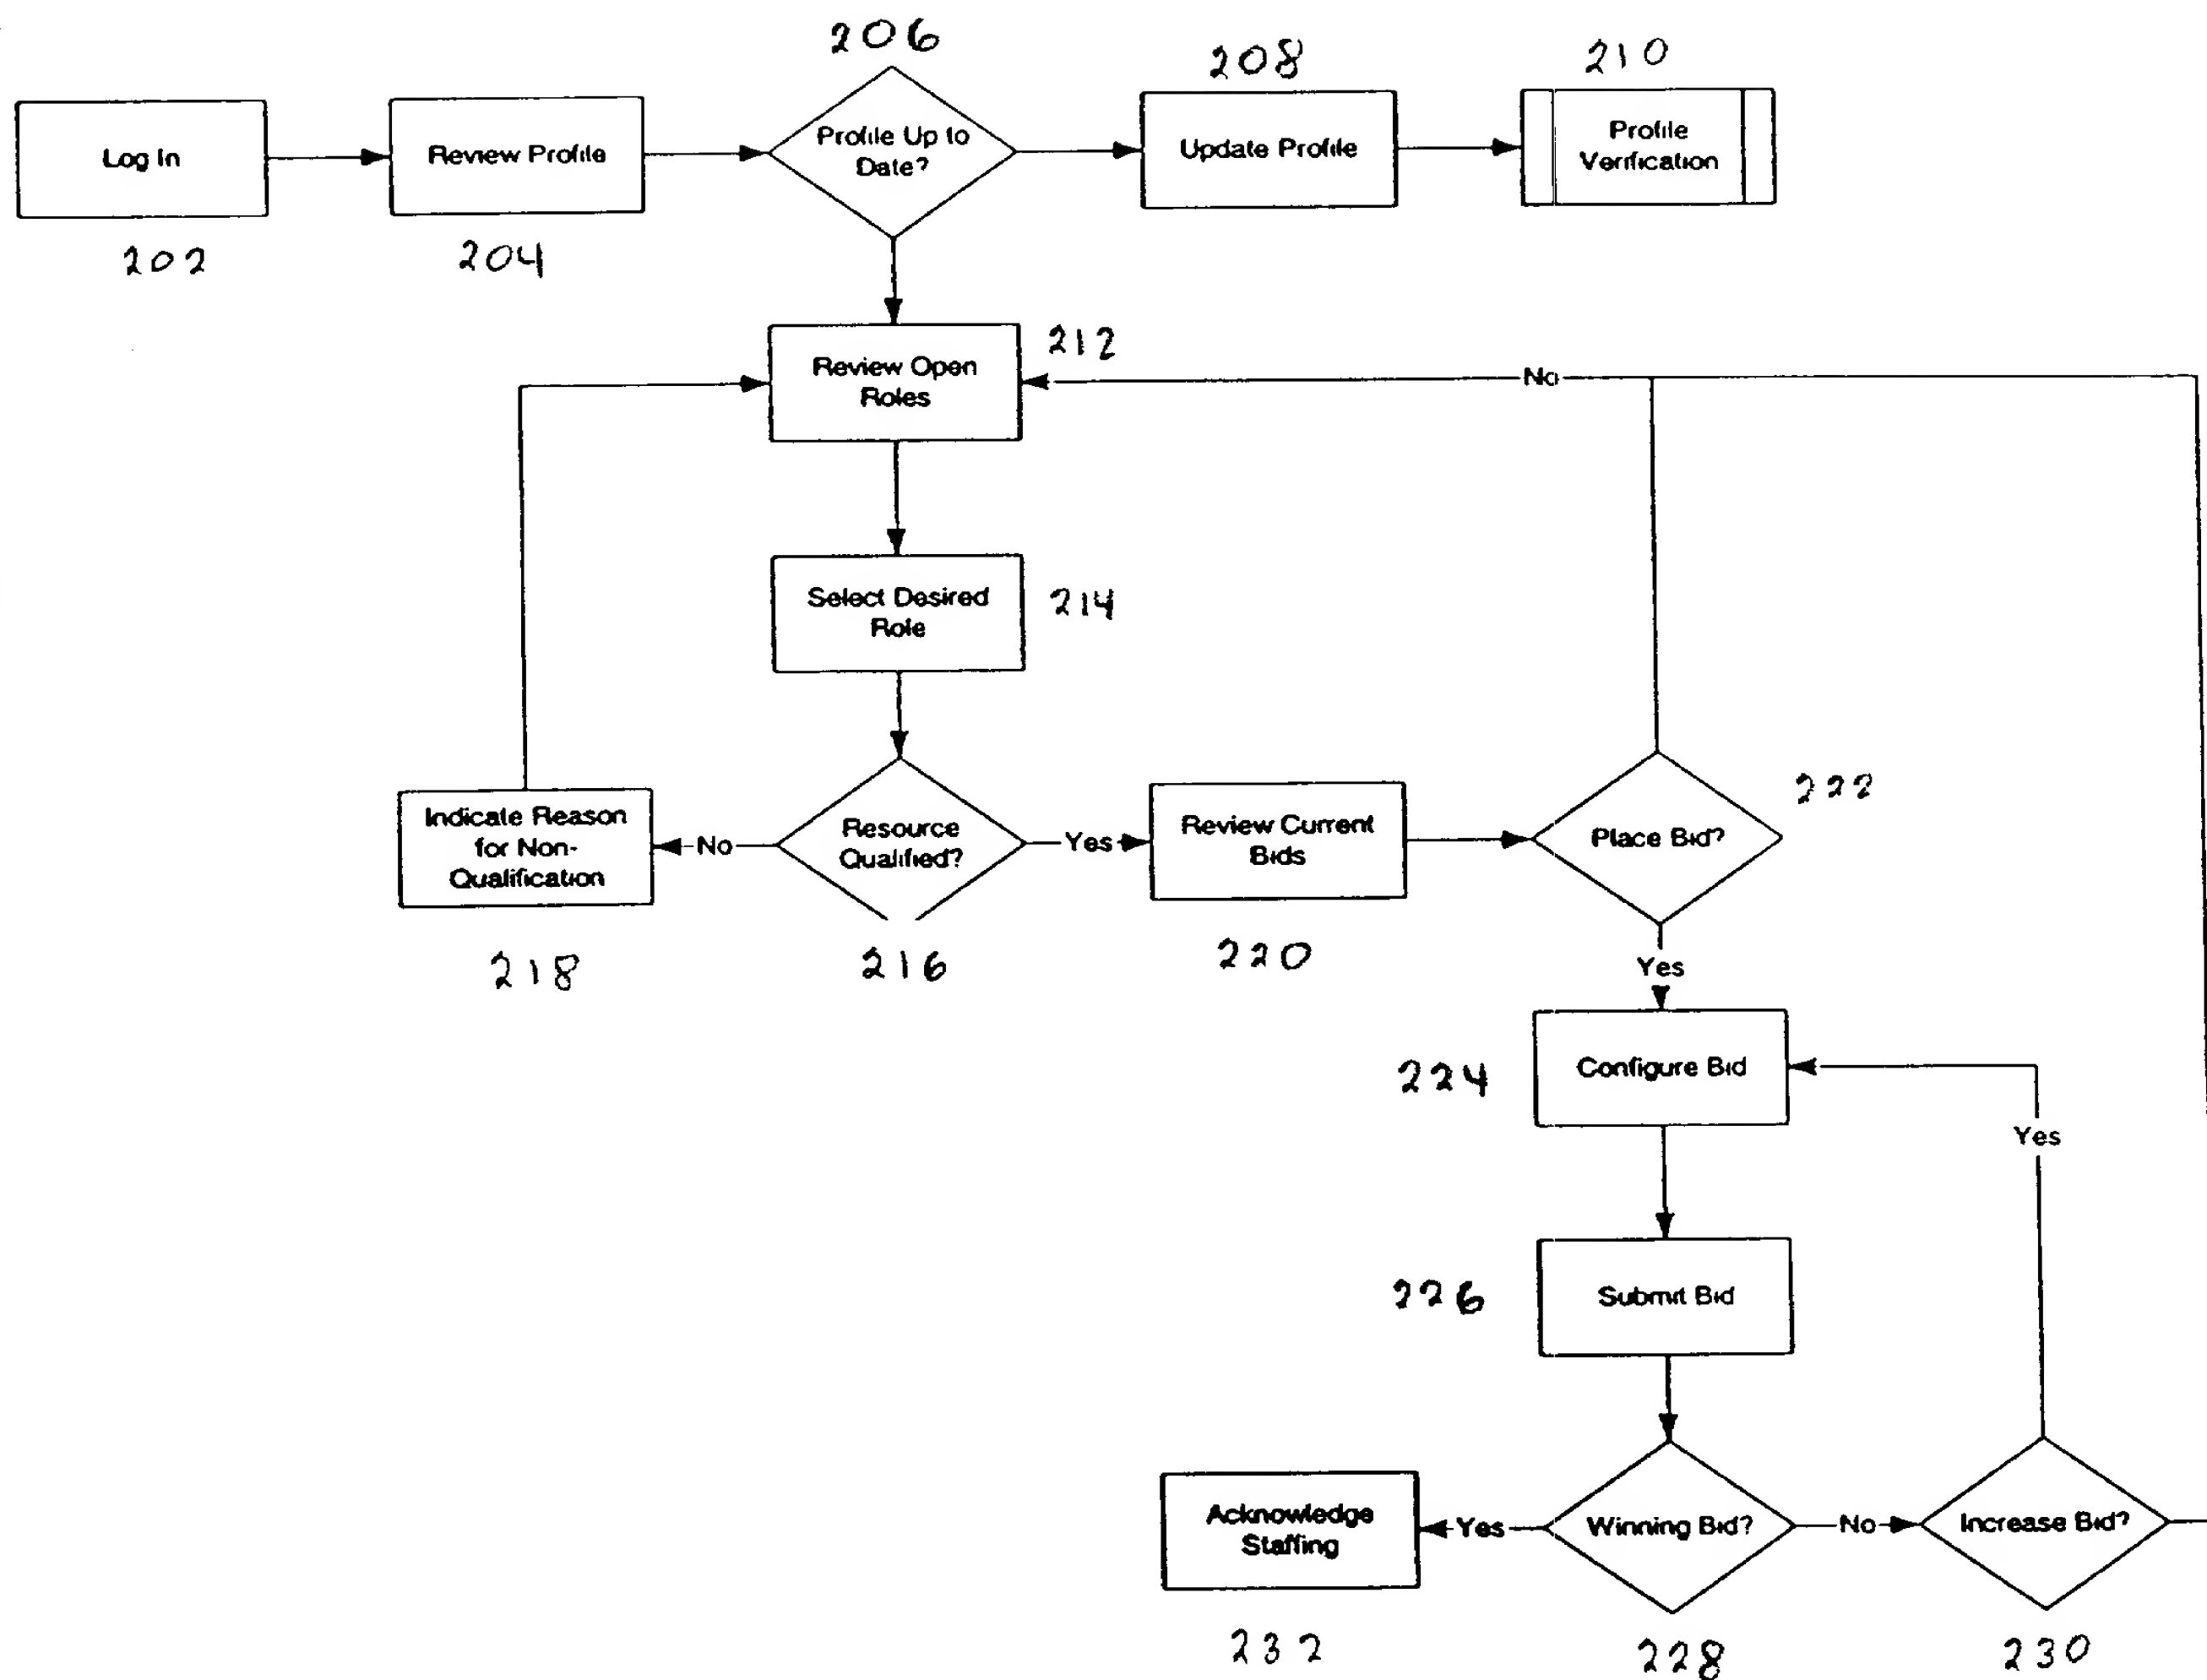 206
208
210
Log In
Review Profile
Profile Up to
Date?
Update Profile
Profile
Verification
202
204
212
Review Open
Roles
No
Select Desired
Role
214
222
Indicate Reason
for Non-
Qualification
No
Resource
Qualified?
Yes
Review Current
Bids
Place Bid?
218
216
220
Yes
224
Configure Bid
Yes
226
Submit Bid
Acknowledge
Staffing
Yes
Winning Bid?
No
Increase Bid?
232
228
230